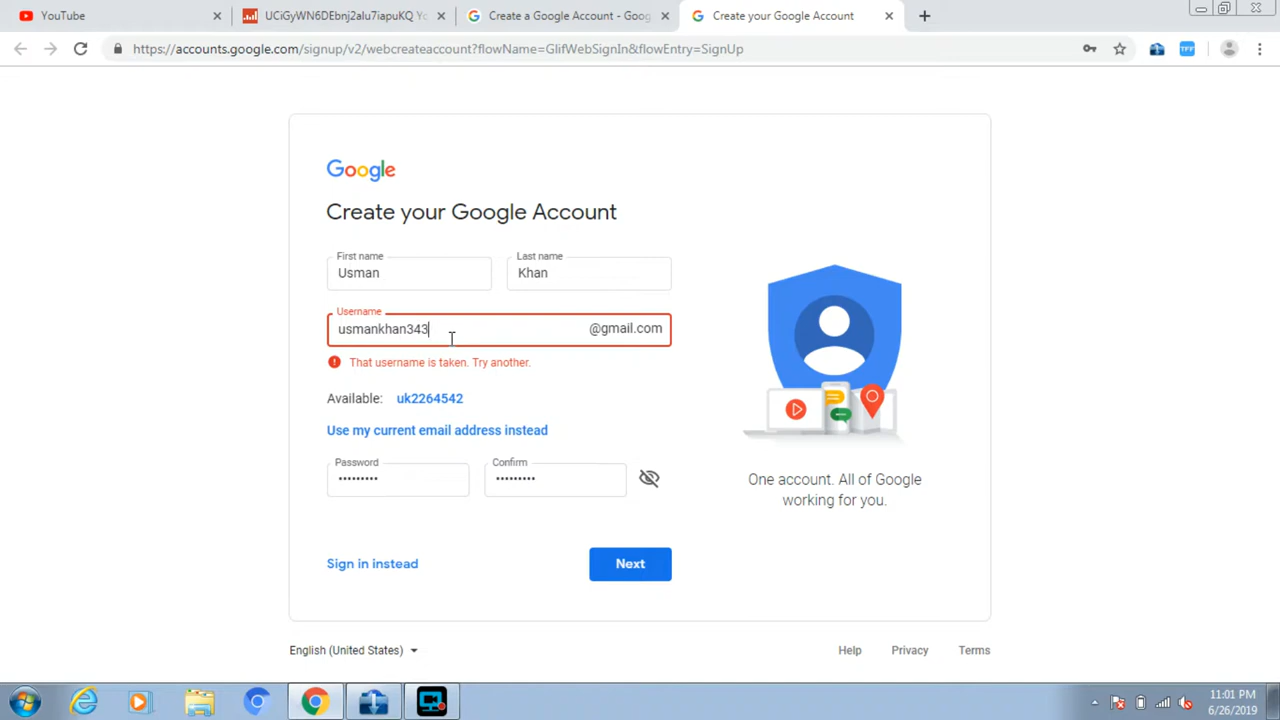 YouTube
UCiGyWN6DEbnj2alu7iapuKQ Yo
Create a Google Account - Goog
Create your Google Account
https://accounts.google.com/signup/v2/webcreateaccount?flowName=GlifWebSignIn&flowEntry=SignUp
TFF
Google
Create your Google Account
First name
Last name
Usman
Khan
Username
usmankhan343
@gmail.com
That username is taken. Try another.
Available: uk2264542
Use my current email address instead
Password
Confirm
•••••••••
•••••••••
One account. All of Google
working for you.
Sign in instead
Next
English (United States)
Help
Privacy
Terms
11:01 PM
6/26/2019